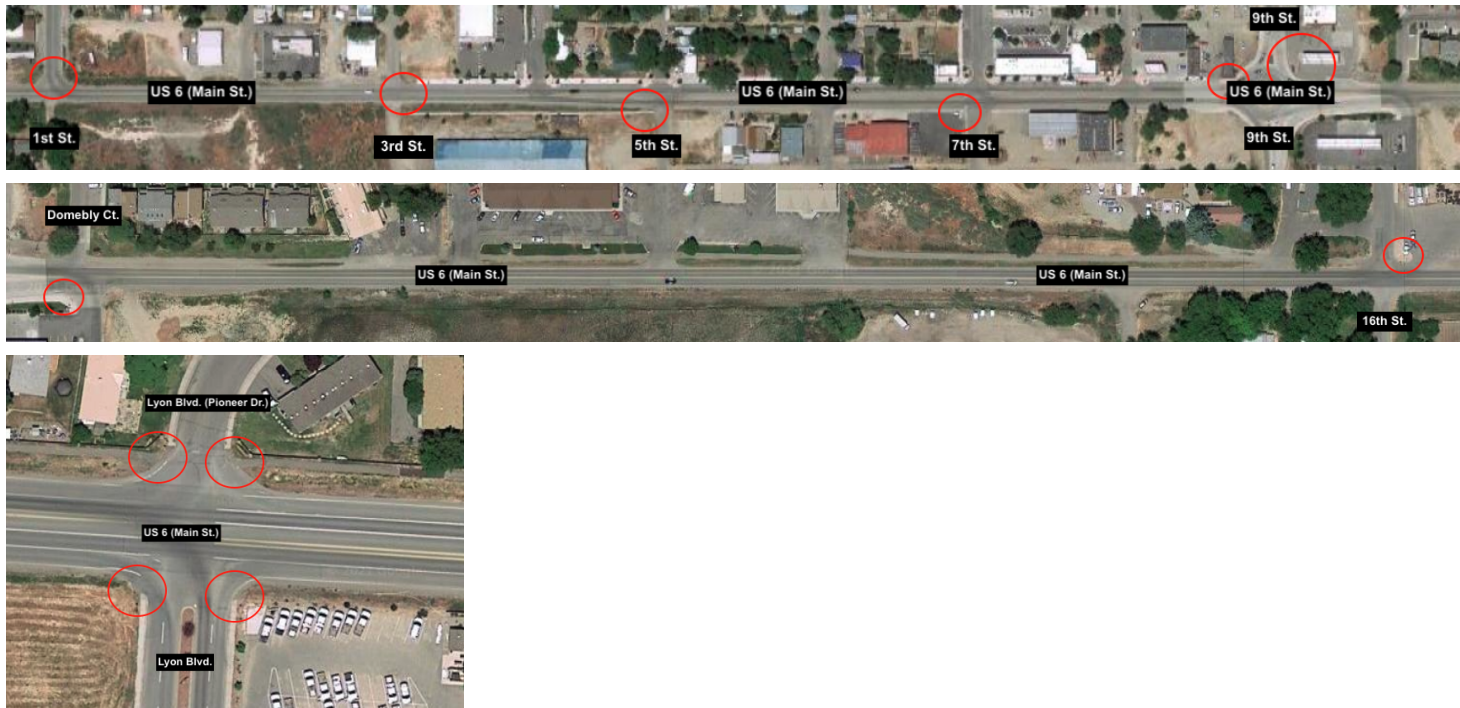 9th St.
US 6 (Main St.)
US 6 (Main St.)
US 6 (Main St.)
1st St.
3rd St.
5th St.
7th St.
9th St.
Domebly Ct.
US 6 (Main St.)
US 6 (Main St.)
16th St.
Lyon Blvd. (Pioneer Dr.)
US 6 (Main St.)
Lyon Blvd.